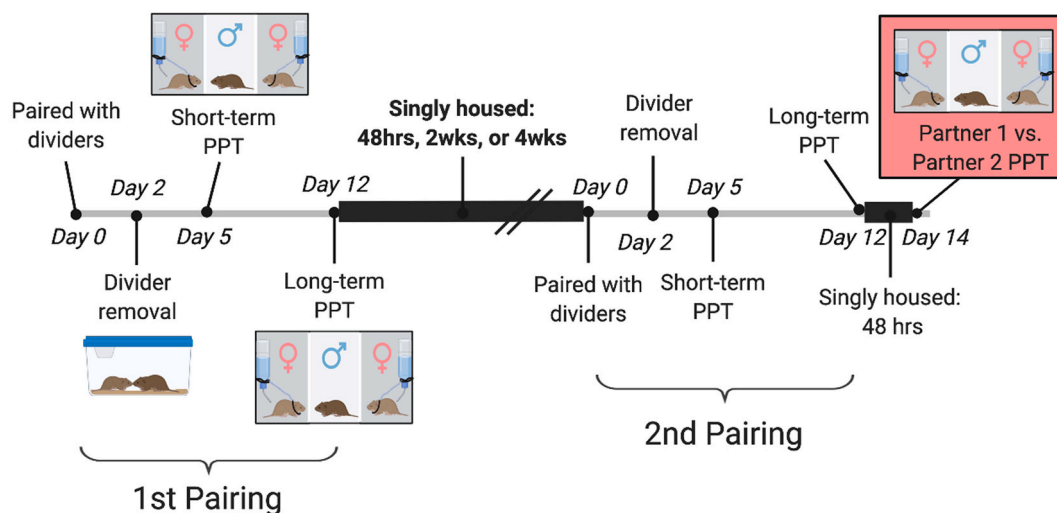 Paired with
dividers
Day 0
Day 2
Divider
removal
Short-term
PPT
Day 5
Day 12
Long-term
PPT
1st Pairing
Singly housed:
48hrs, 2wks, or 4wks
Day 0
Paired with
dividers
Divider
removal
Day 2
Day 5
Short-term
PPT
Long-term
PPT
Day 12
Singly housed:
48 hrs
Day 14
Partner 1 vs.
Partner 2 PPT
2nd Pairing